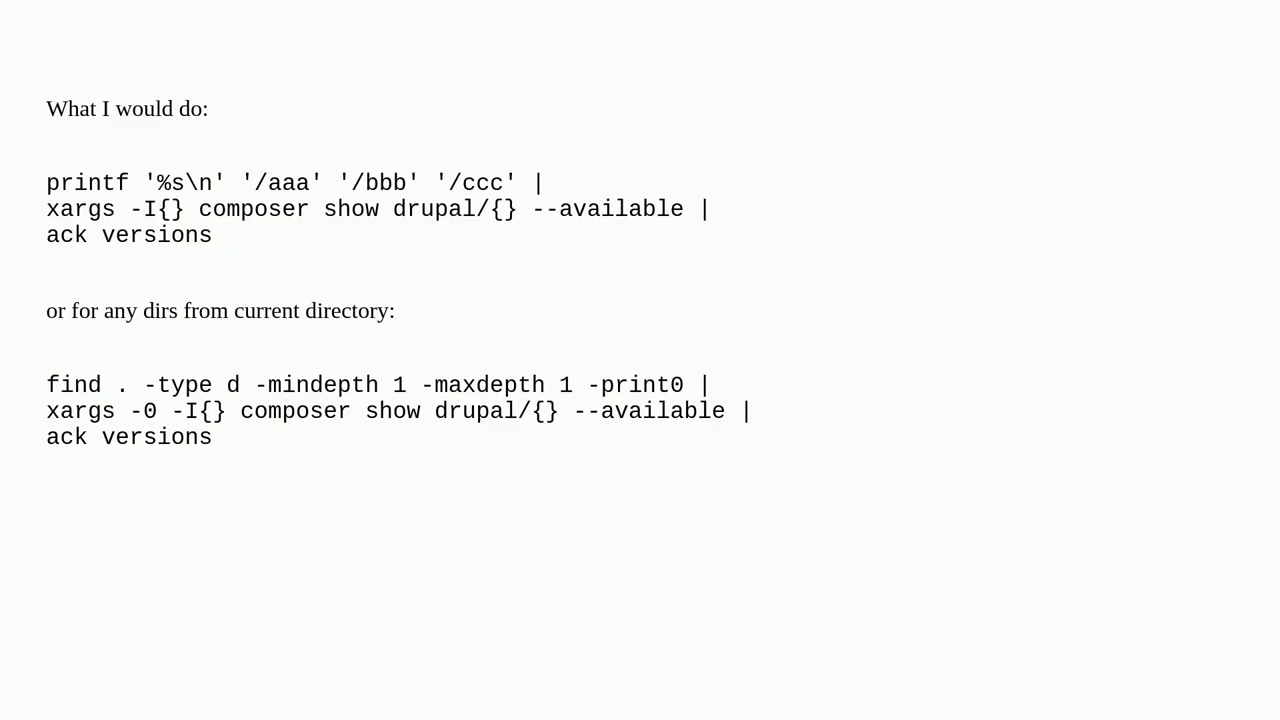 What I would do:
printf '%s\n' '/aaa' '/bbb' '/ccc' |
xargs -I{} composer show drupal/{} --available |
ack versions
or for any dirs from current directory:
find . -type d -mindepth 1 -maxdepth 1 -print0 |
xargs -0 -I{} composer show drupal/{} --available |
ack versions